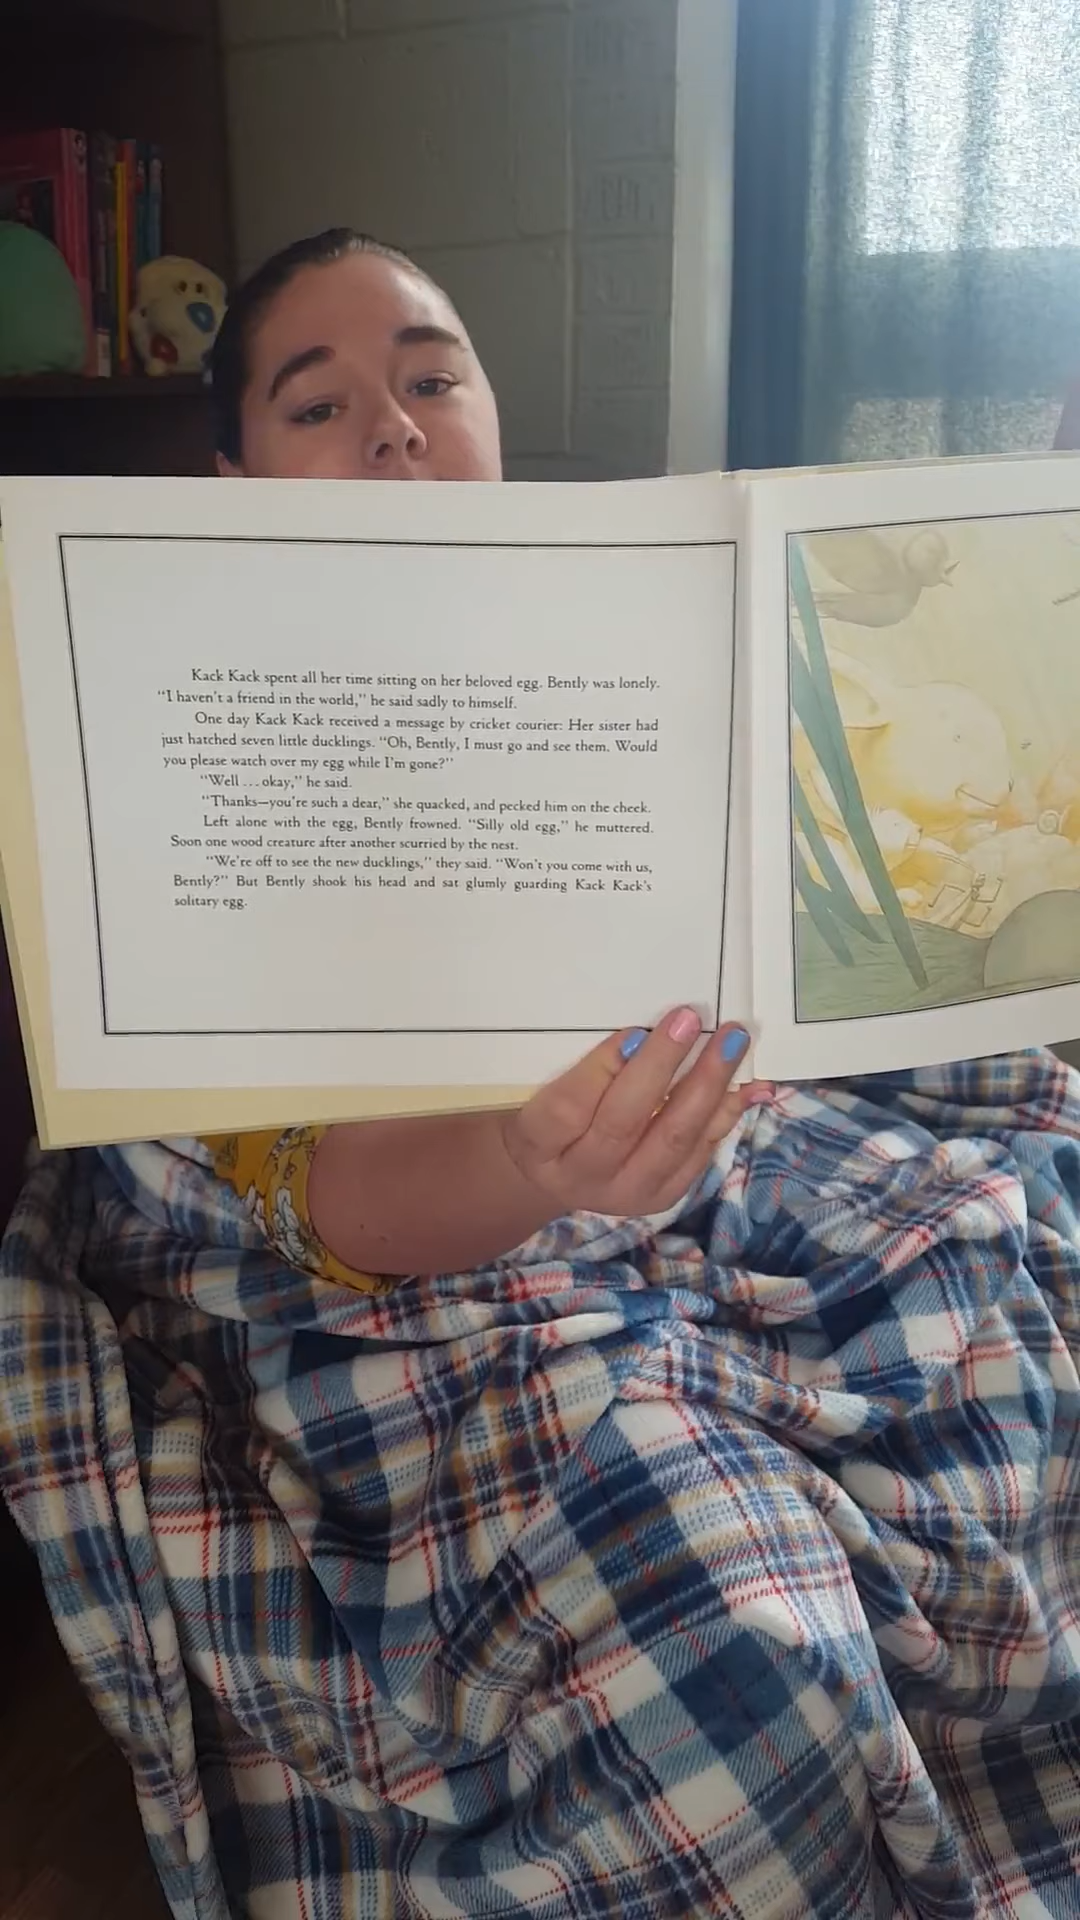 Kack Kack spent all her time sitting on her beloved egg. Bently was lonely.
“I haven't a friend in the world,” he said sadly to himself.
One day Kack Kack received a message by cricket courier: Her sister had
just hatched seven little ducklings. “Oh, Bently, I must go and see them. Would
you please watch over my egg while I'm gone?”
“Well ... okay,” he said.
“Thanks—you're such a dear,” she quacked, and pecked him on the cheek.
Left alone with the egg, Bently frowned. “Silly old egg,” he muttered.
Soon one wood creature after another scurried by the nest.
“We're off to see the new ducklings,” they said. “Won't you come with us,
Bently?” But Bently shook his head and sat glumly guarding Kack Kack's
solitary egg.